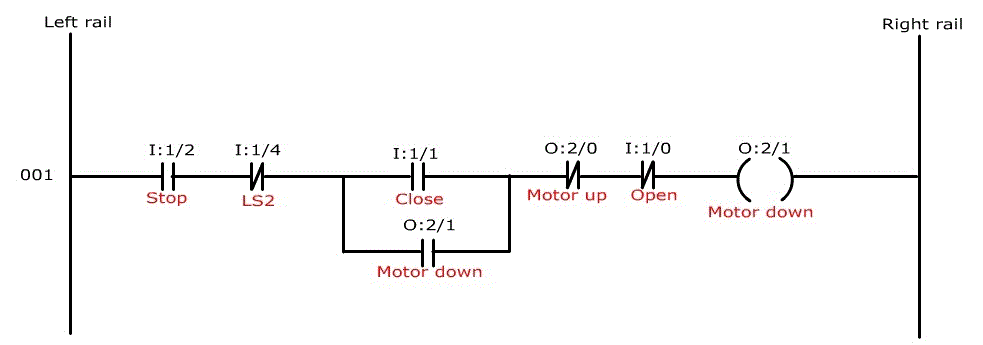 Left rail
Right rail
001
I:1/2
Stop
I:1/4
LS2
I:1/1
Close
O:2/1
Motor down
O:2/0
Motor up
I:1/0
Open
O:2/1
Motor down